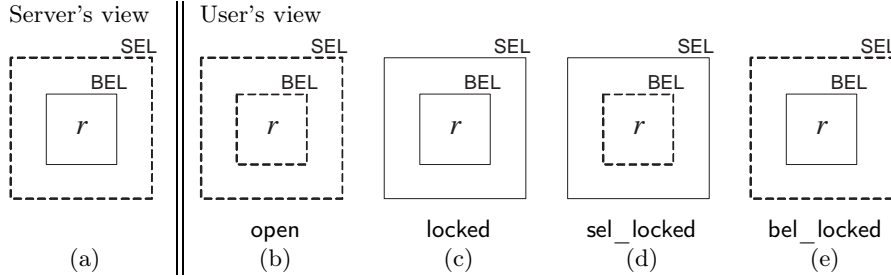 Server's view User's view
SEL SEL SEL SEL SEL
BEL BEL BEL BEL BEL
r r r r r
open locked sel_locked bel_locked
(a) (b) (c) (d) (e)